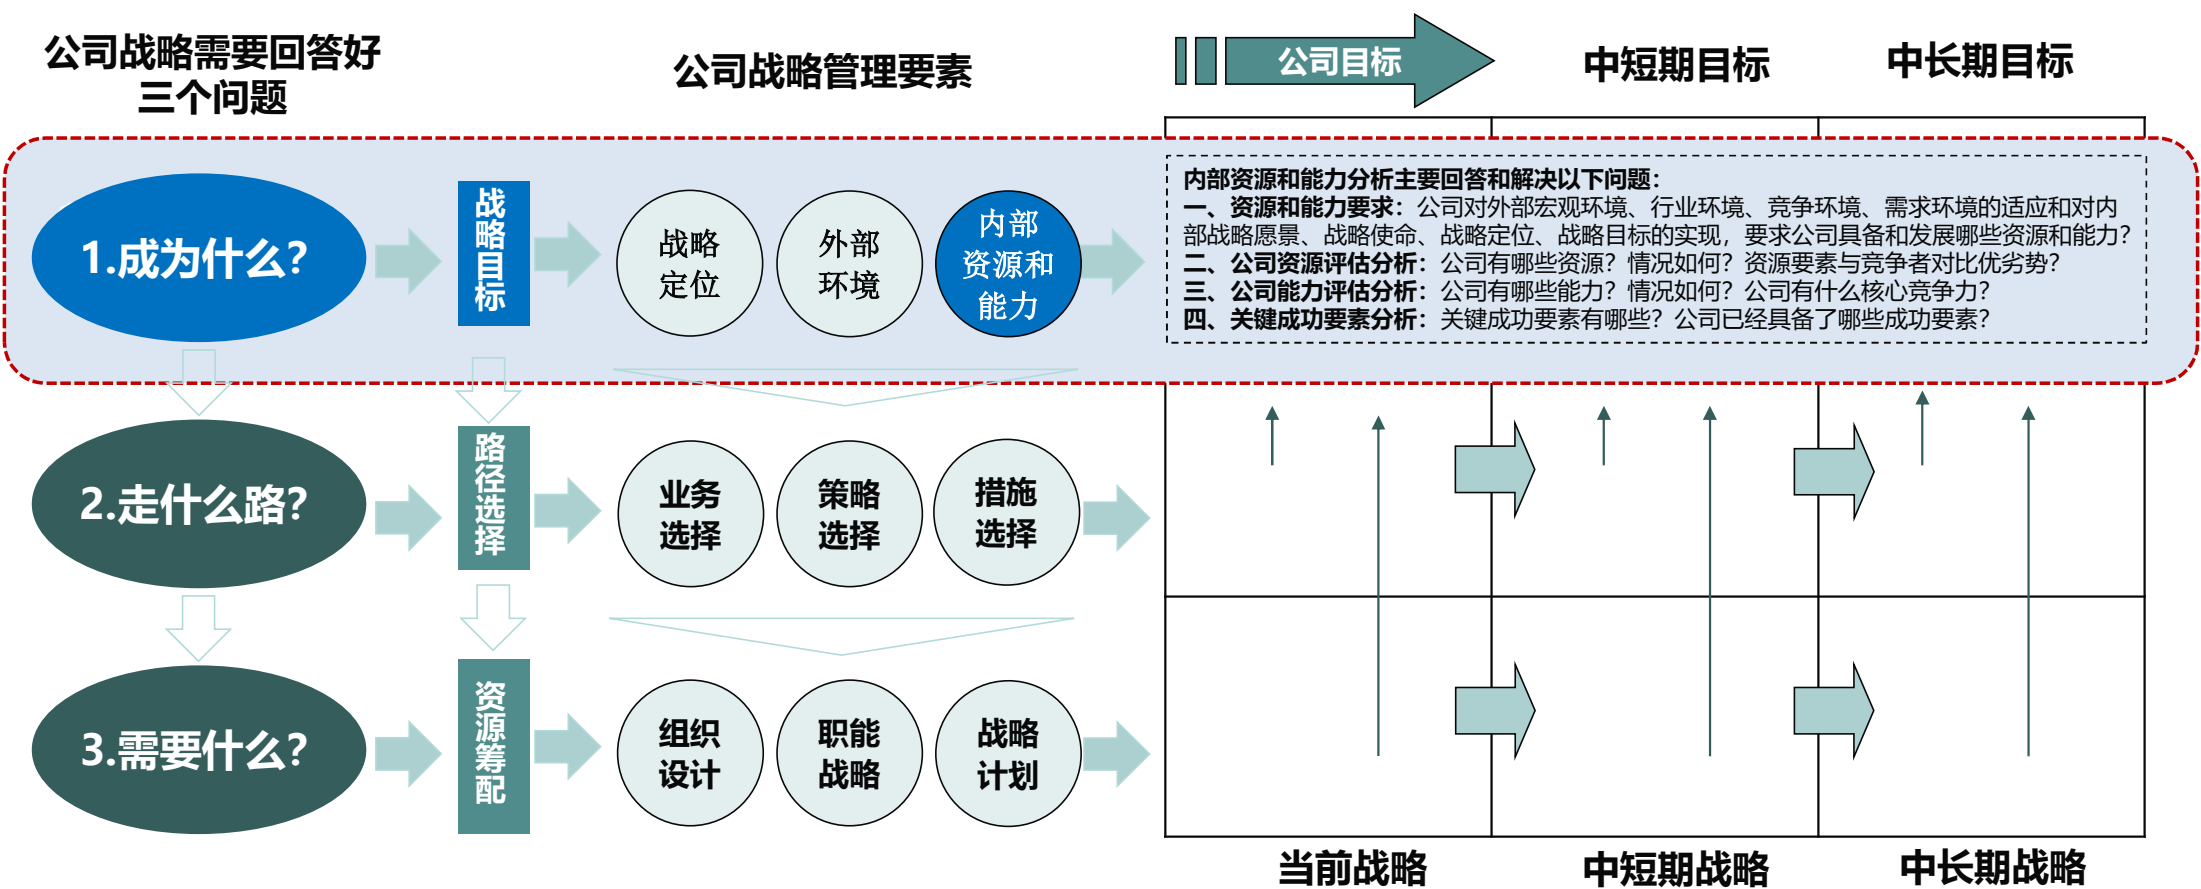 公司战略需要回答好
三个问题
公司战略管理要素
公司目标
中短期目标
中长期目标
1.成为什么？
战略目标
战略
定位
外部
环境
内部
资源和
能力
内部资源和能力分析主要回答和解决以下问题：
一、资源和能力要求：公司对外部宏观环境、行业环境、竞争环境、需求环境的适应和对内
部战略愿景、战略使命、战略定位、战略目标的实现，要求公司具备和发展哪些资源和能力？
二、公司资源评估分析：公司有哪些资源？情况如何？资源要素与竞争者对比优劣势？
三、公司能力评估分析：公司有哪些能力？情况如何？公司有什么核心竞争力？
四、关键成功要素分析：关键成功要素有哪些？公司已经具备了哪些成功要素？
2.走什么路？
路径选择
业务
选择
策略
选择
措施
选择
3.需要什么？
资源筹配
组织
设计
职能
战略
战略
计划
当前战略
中短期战略
中长期战略